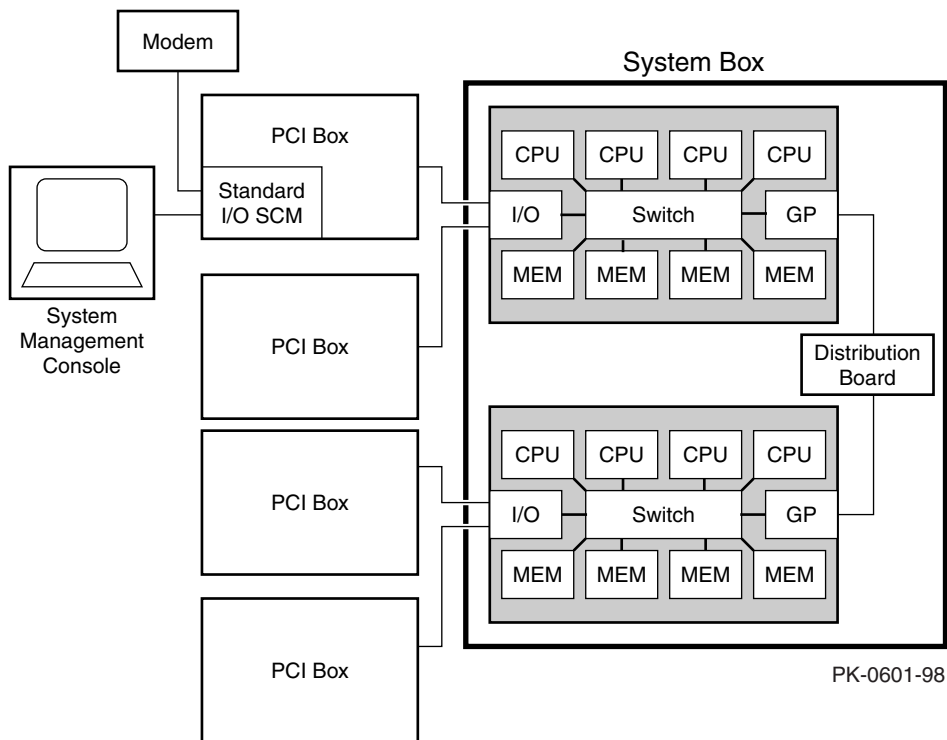 Modem
System Box
PCI Box
Standard
I/O SCM
System
Management
Console
PCI Box
PCI Box
PCI Box
CPU
CPU
CPU
CPU
I/O
Switch
GP
MEM
MEM
MEM
MEM
Distribution
Board
CPU
CPU
CPU
CPU
I/O
Switch
GP
MEM
MEM
MEM
MEM
PK-0601-98